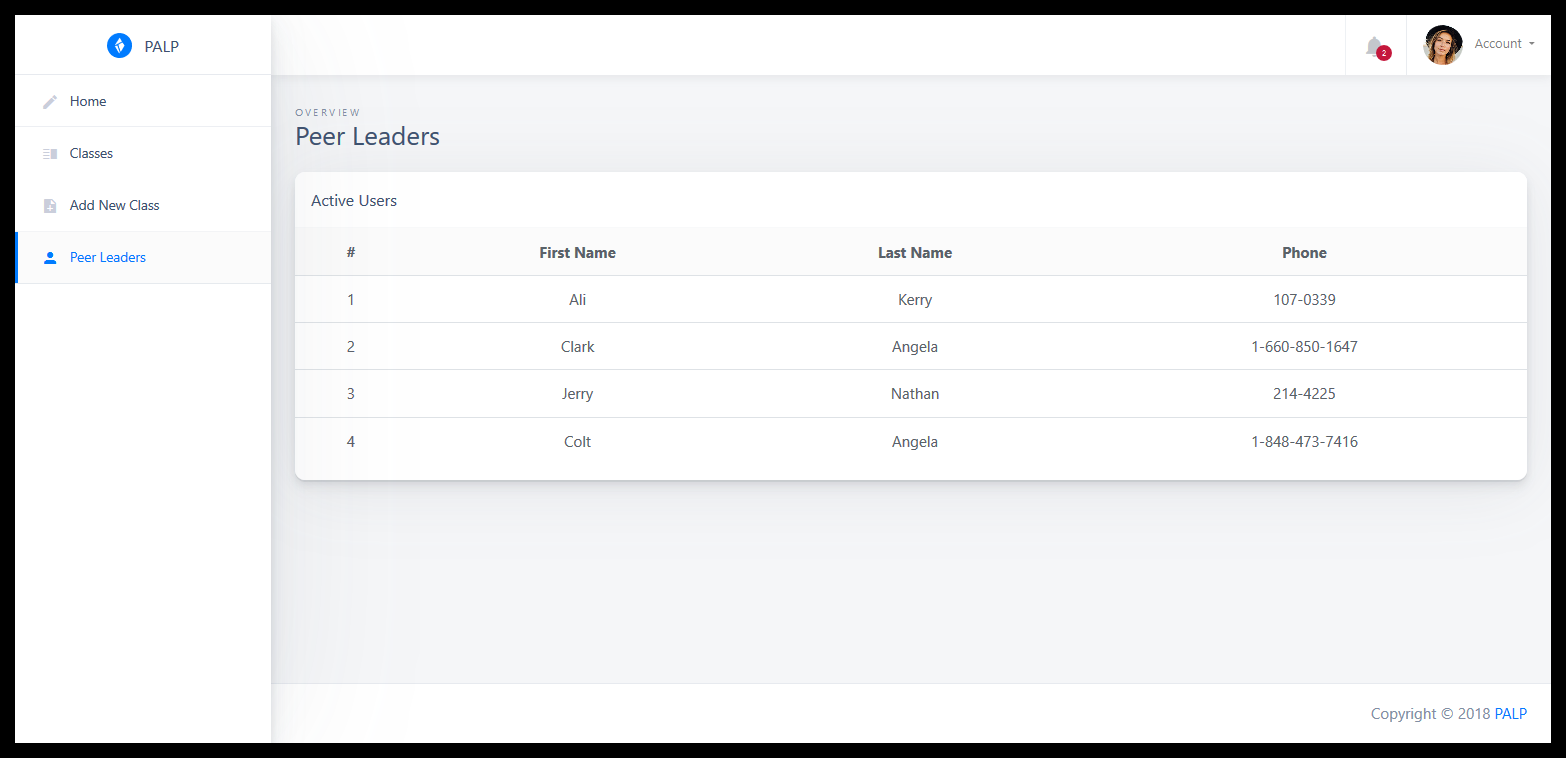 PALP
2
Account
Home
Classes
Add New Class
Peer Leaders
OVERVIEW
Peer Leaders
Active Users
# First Name Last Name Phone
1 Ali Kerry 107-0339
2 Clark Angela 1-660-850-1647
3 Jerry Nathan 214-4225
4 Colt Angela 1-848-473-7416
Copyright © 2018 PALP